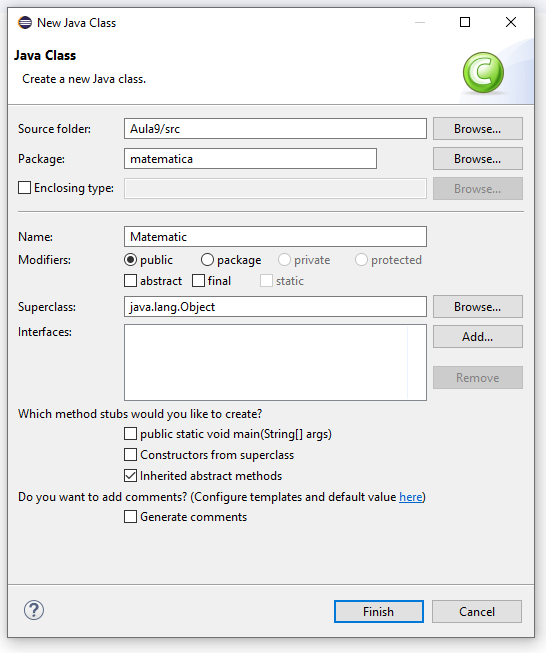 New Java Class
Java Class
Create a new Java class.
C
Source folder: Aula9/src Browse...
Package: matematica Browse...
Enclosing type: Browse...
Name: Matematic
Modifiers: public package private protected
abstract final static
Superclass: java.lang.Object Browse...
Interfaces: Add...
Remove
Which method stubs would you like to create?
public static void main(String[] args)
Constructors from superclass
Inherited abstract methods
Do you want to add comments? (Configure templates and default value here)
Generate comments
? Finish Cancel